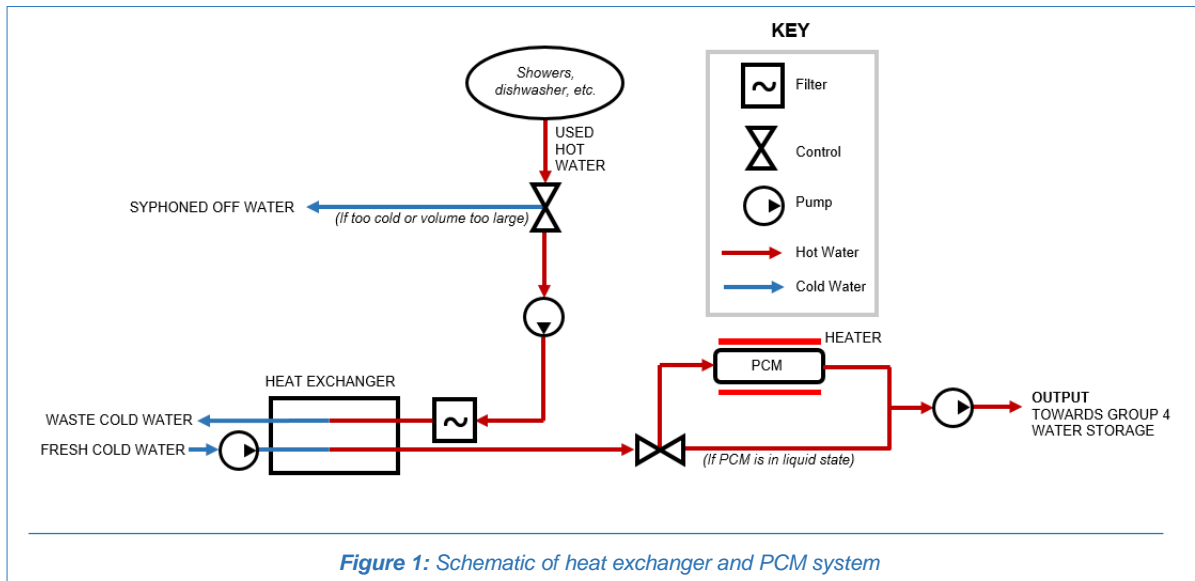 KEY
Showers,
dishwasher, etc.
Filter
USED
HOT
WATER
Control
SYPHONED OFF WATER
(If too cold or volume too large)
Pump
Hot Water
Cold Water
HEATER
PCM
HEAT EXCHANGER
WASTE COLD WATER
FRESH COLD WATER
(If PCM is in liquid state)
OUTPUT
TOWARDS GROUP 4
WATER STORAGE
Figure 1: Schematic of heat exchanger and PCM system